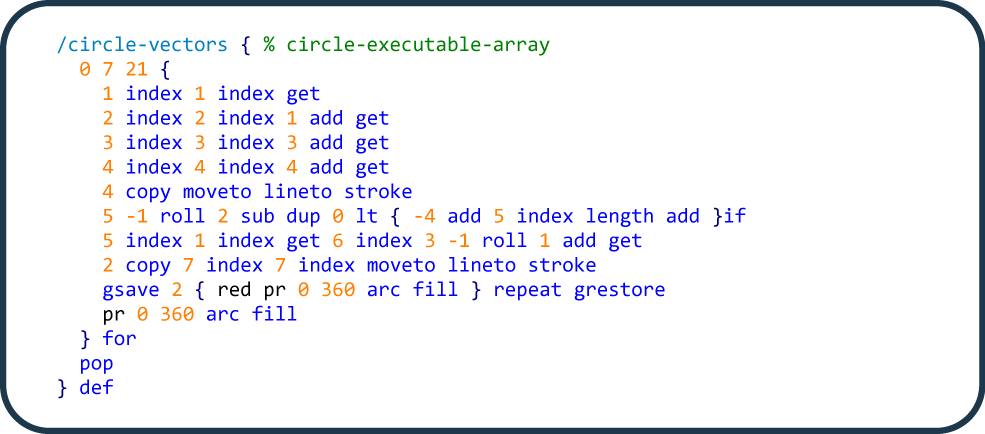 /circle-vectors { % circle-executable-array
0 7 21 {
1 index 1 index get
2 index 2 index 1 add get
3 index 3 index 3 add get
4 index 4 index 4 add get
4 copy moveto lineto stroke
5 -1 roll 2 sub dup 0 lt { -4 add 5 index length add }if
5 index 1 index get 6 index 3 -1 roll 1 add get
2 copy 7 index 7 index moveto lineto stroke
gsave 2 { red pr 0 360 arc fill } repeat grestore
pr 0 360 arc fill
} for
pop
} def